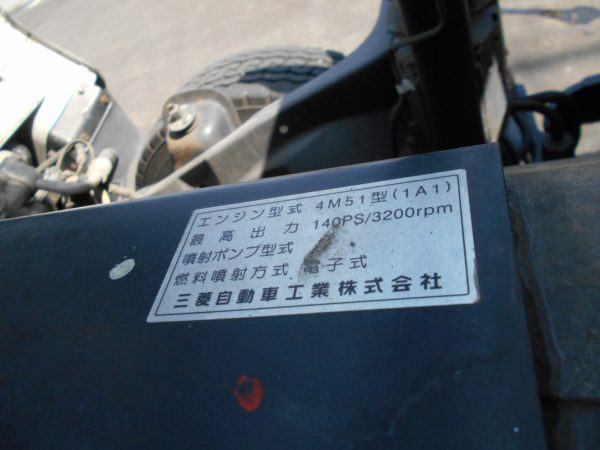 エンジン型式 4M51型(1A1)
最高出力 140PS/3200rpm
噴射ポンプ型式
燃料噴射方式 電子式
三菱自動車工業株式会社